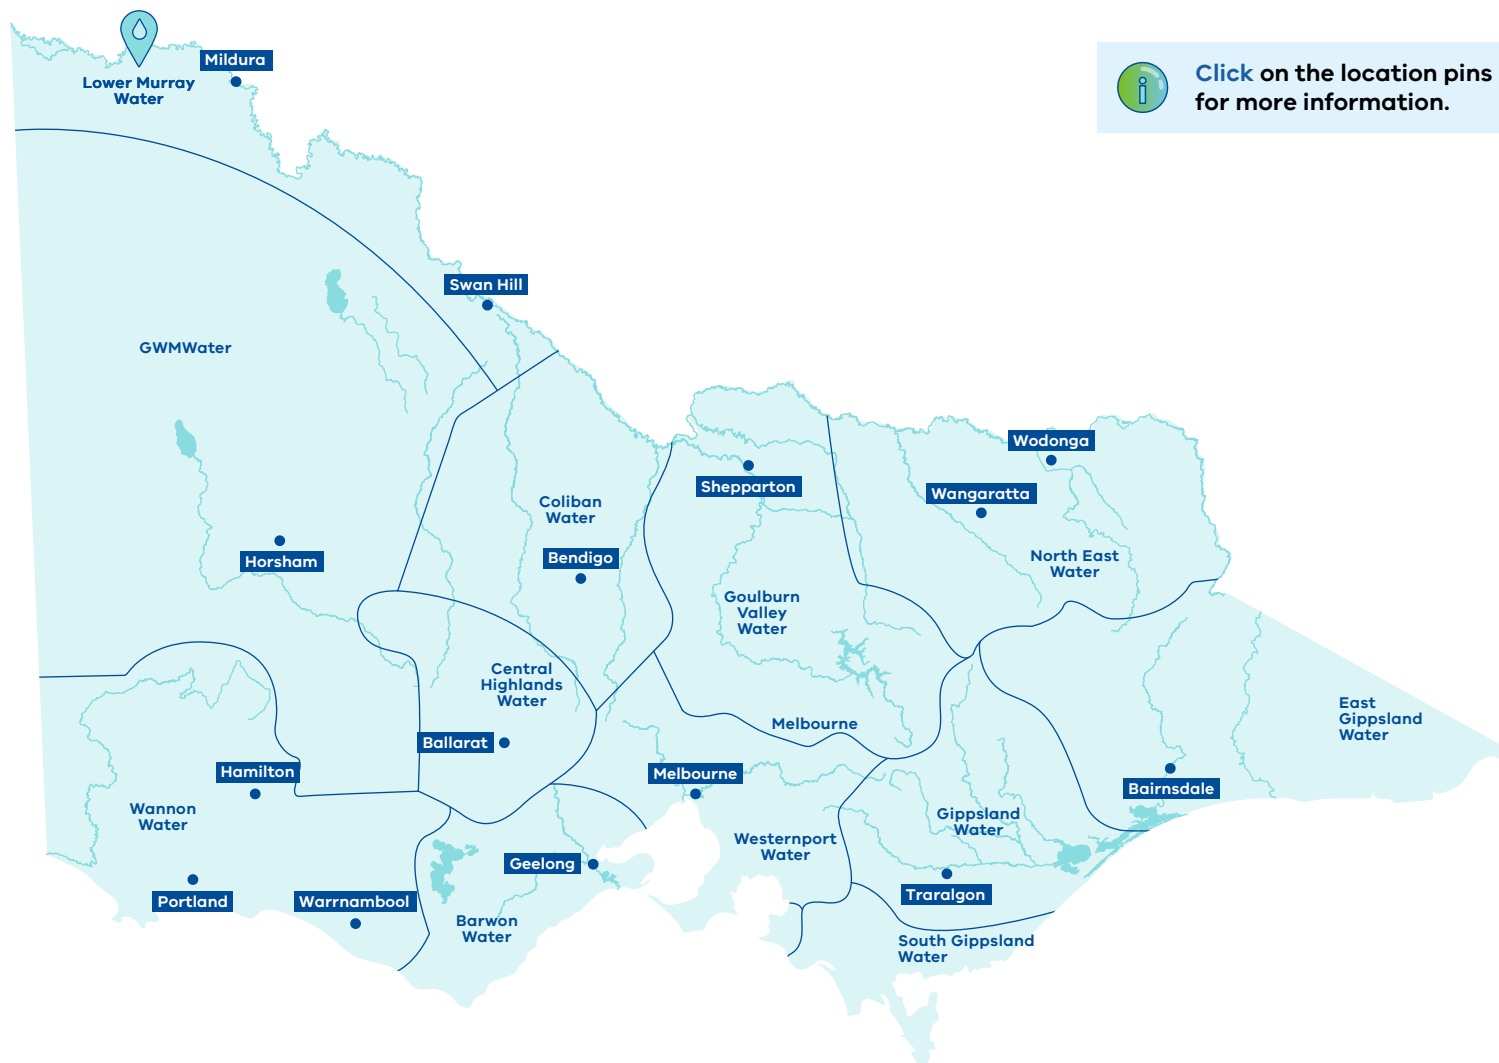 Click on the location pins
for more information.
Mildura
Lower Murray
Water
Swan Hill
GWMWater
Wodonga
Shepparton
Wangaratta
Coliban
Water
Bendigo
Horsham
North East
Water
Goulburn
Valley
Water
Central
Highlands
Water
East
Gippsland
Water
Melbourne
Ballarat
Hamilton
Melbourne
Bairnsdale
Wannon
Water
Gippsland
Water
Westernport
Water
Geelong
Traralgon
Portland
Warrnambool
Barwon
Water
South Gippsland
Water